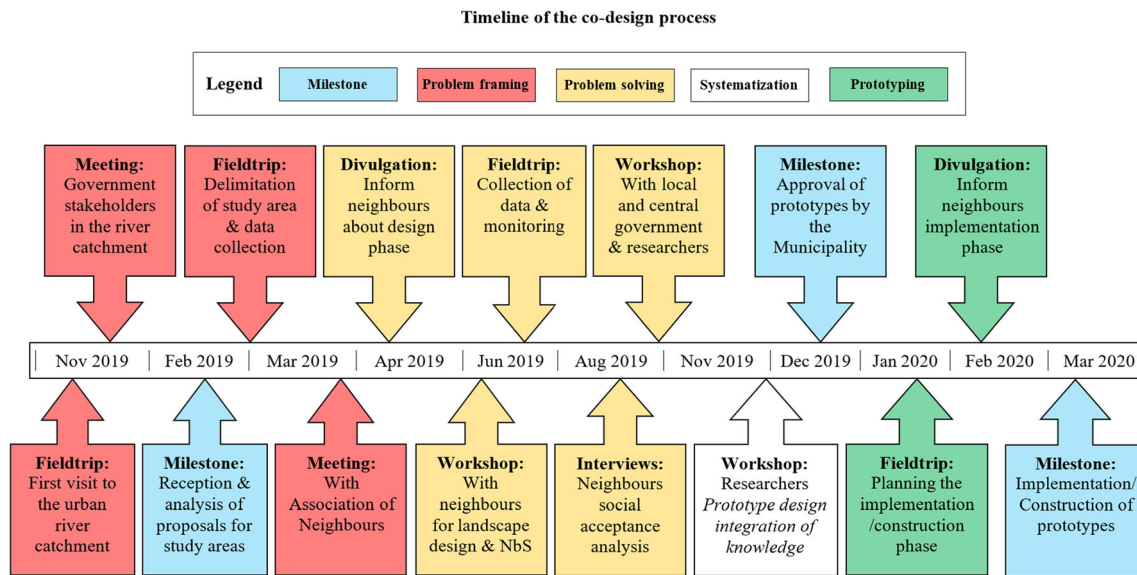 Timeline of the co-design process
Legend
Milestone
Problem framing
Problem solving
Systematization
Prototyping
Meeting:
Government
stakeholders
in the river
catchment
Fieldtrip:
Delimitation
of study area
& data
collection
Divulgation:
Inform
neighbours
about design
phase
Fieldtrip:
Collection of
data &
monitoring
Workshop:
With local
and central
government
& researchers
Milestone:
Approval of
prototypes by
the
Municipality
Divulgation:
Inform
neighbours
implementation
phase
Nov 2019
Feb 2019
Mar 2019
Apr 2019
Jun 2019
Aug 2019
Nov 2019
Dec 2019
Jan 2020
Feb 2020
Mar 2020
Fieldtrip:
First visit to
the urban
river
catchment
Milestone:
Reception &
analysis of
proposals for
study areas
Meeting:
With
Association of
Neighbours
Workshop:
With
neighbours
for landscape
design & NbS
Interviews:
Neighbours
social
acceptance
analysis
Workshop:
Researchers
Prototype design
integration of
knowledge
Fieldtrip:
Planning the
implementation
/construction
phase
Milestone:
Implementation/
Construction of
prototypes